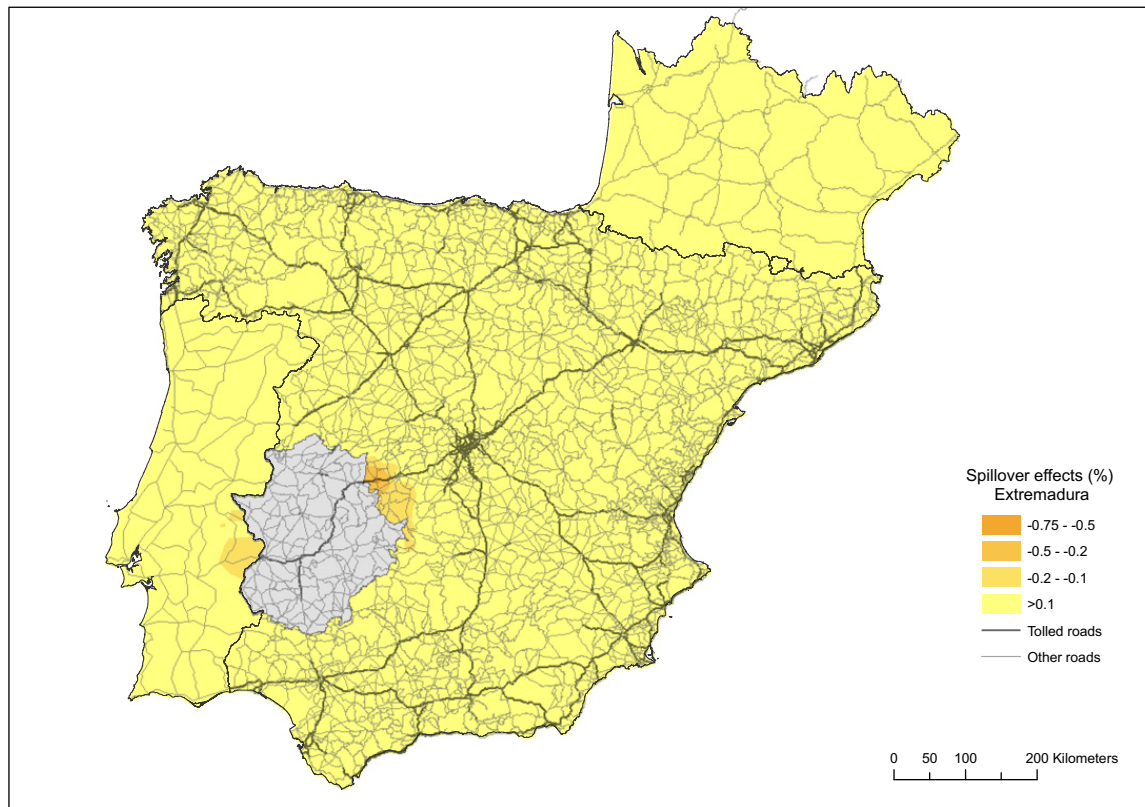 Spillover effects (%)
Extremadura
-0.75 - -0.5
-0.5 - -0.2
-0.2 - -0.1
>0.1
Tolled roads
Other roads
0 50 100 200 Kilometers